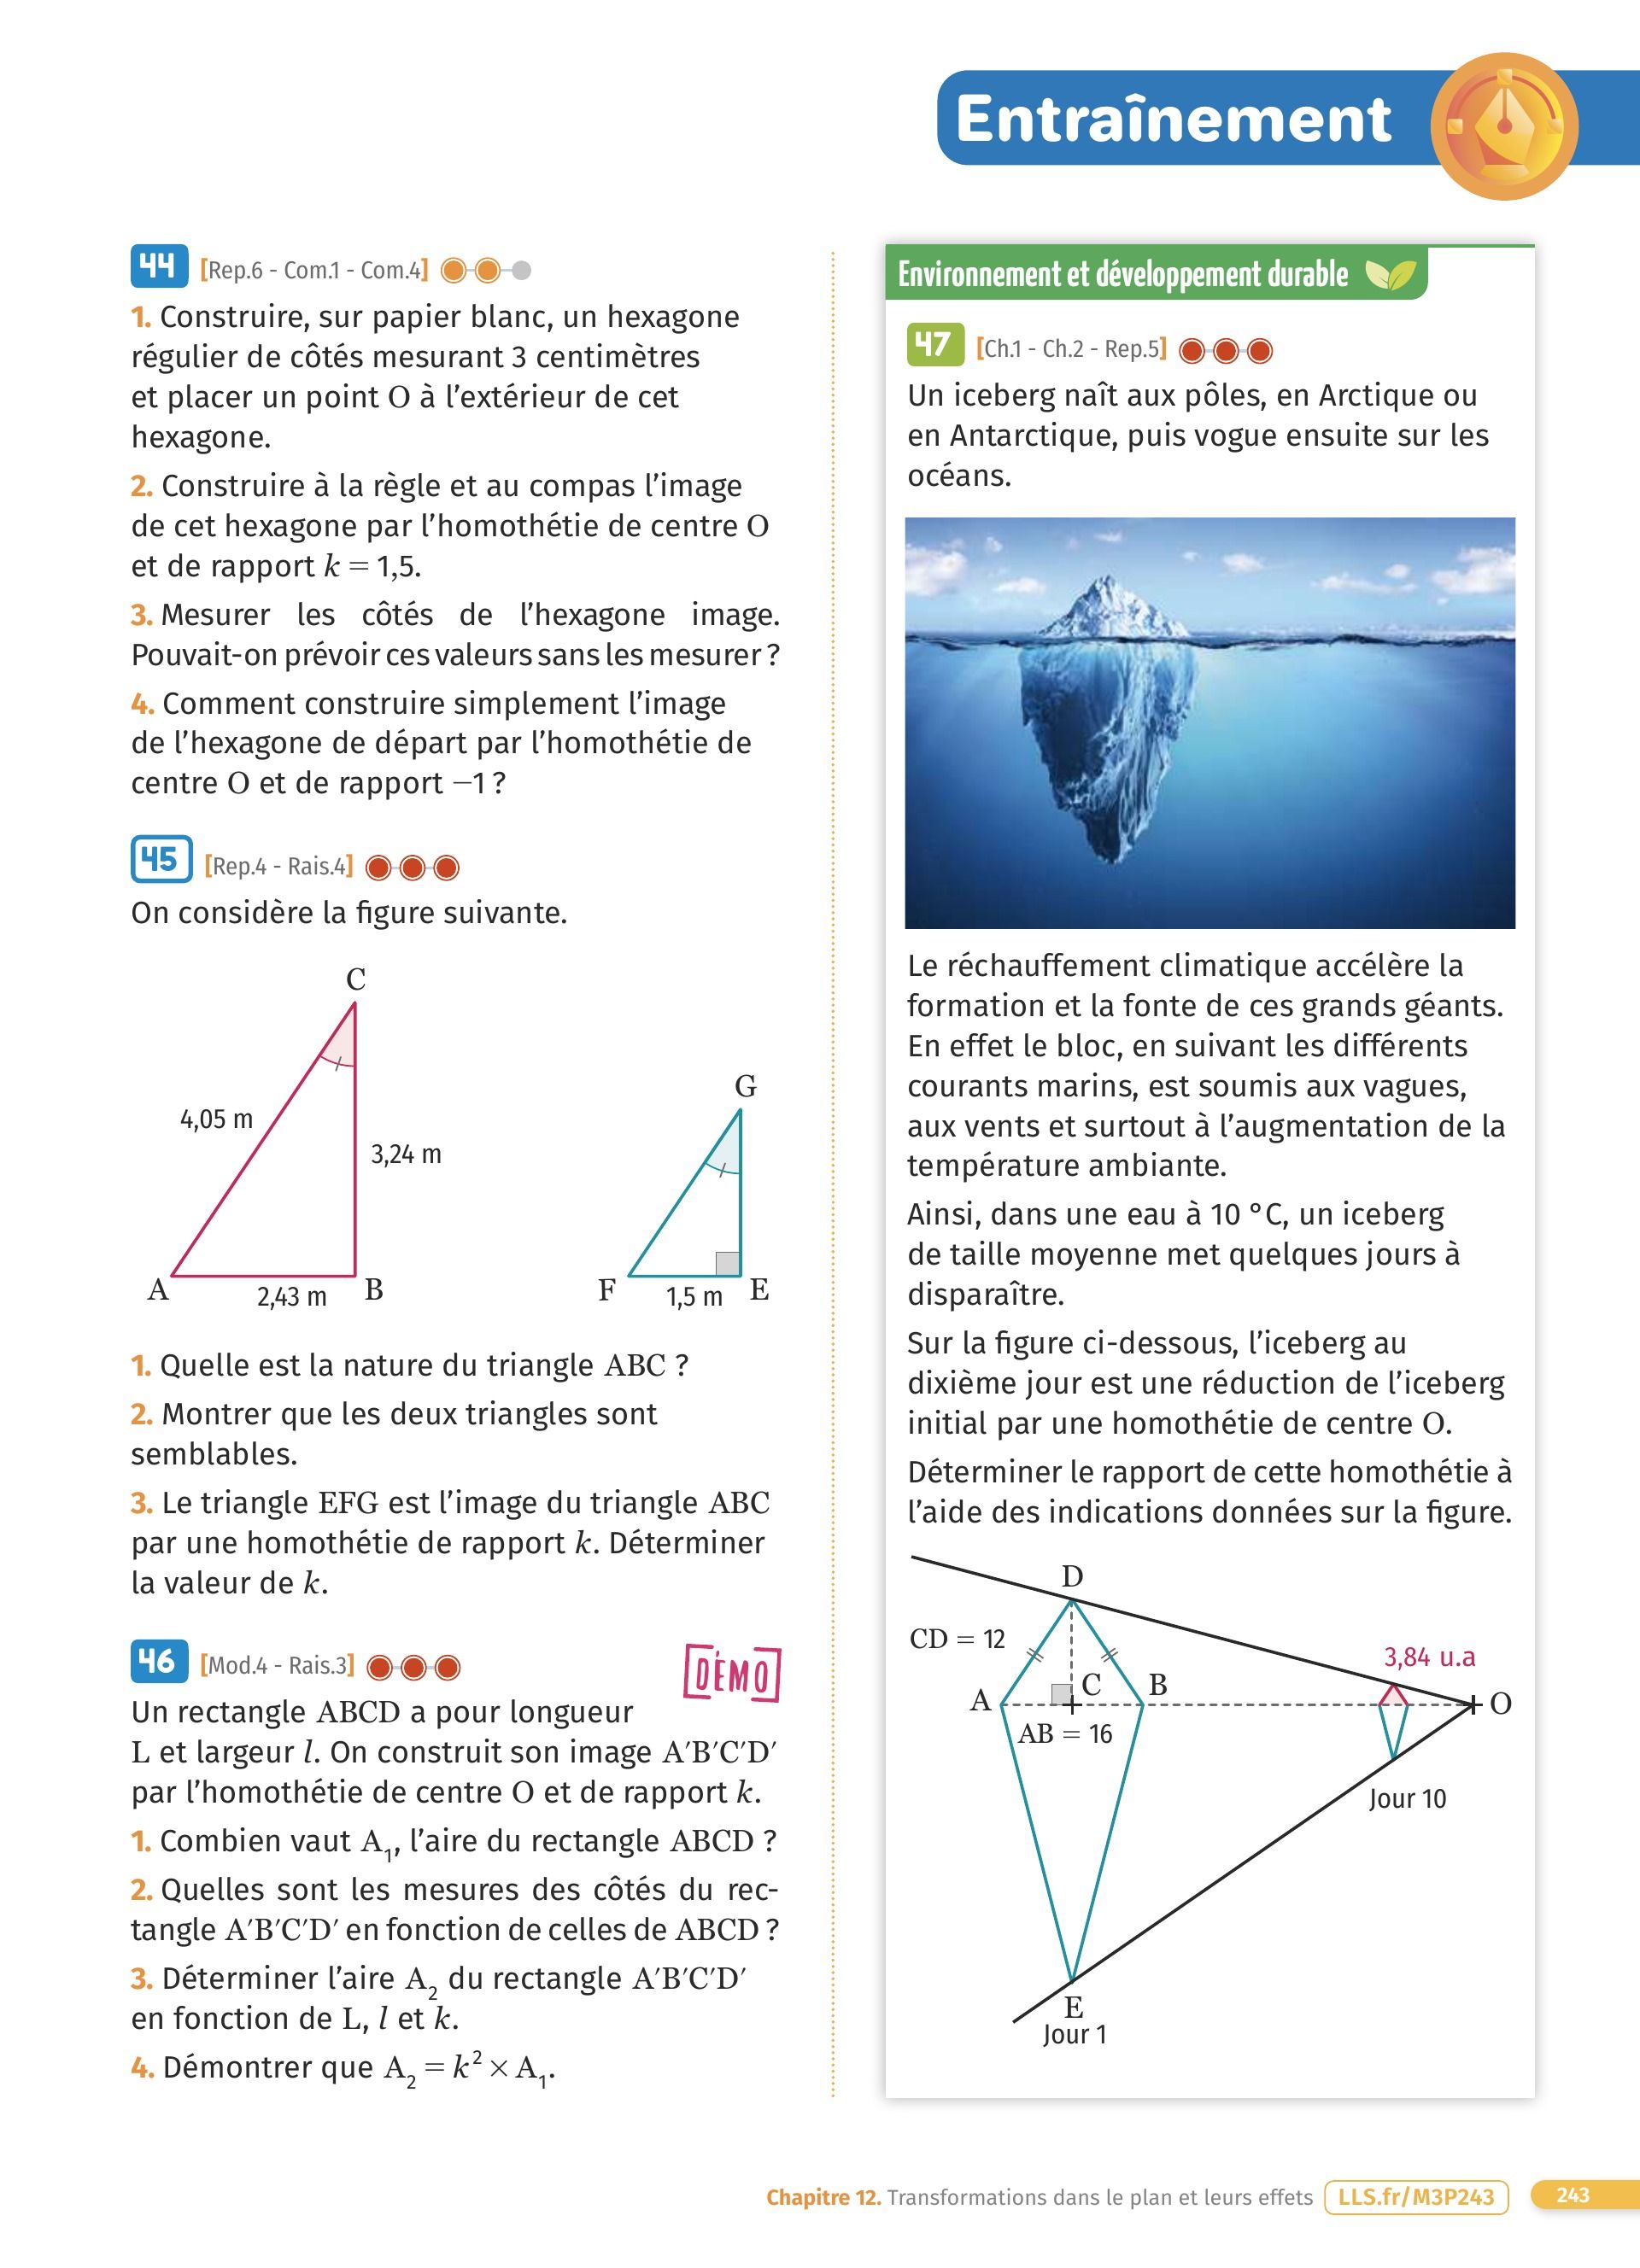 Entraînement
44 [Rep.6 - Com.1 - Com.4]
1. Construire, sur papier blanc, un hexagone
régulier de côtés mesurant 3 centimètres
et placer un point O à l’extérieur de cet
hexagone.
2. Construire à la règle et au compas l’image
de cet hexagone par l’homothétie de centre O
et de rapport k = 1,5.
3. Mesurer les côtés de l’hexagone image.
Pouvait-on prévoir ces valeurs sans les mesurer ?
4. Comment construire simplement l’image
de l’hexagone de départ par l’homothétie de
centre O et de rapport −1 ?
45 [Rep.4 - Rais.4]
On considère la figure suivante.
C
4,05 m
3,24 m
A
2,43 m
B
G
F
1,5 m
E
1. Quelle est la nature du triangle ABC ?
2. Montrer que les deux triangles sont
semblables.
3. Le triangle EFG est l’image du triangle ABC
par une homothétie de rapport k. Déterminer
la valeur de k.
46 [Mod.4 - Rais.3]
DÉMO
Un rectangle ABCD a pour longueur
L et largeur l. On construit son image A′B′C′D′
par l’homothétie de centre O et de rapport k.
1. Combien vaut A₁, l’aire du rectangle ABCD ?
2. Quelles sont les mesures des côtés du rec-
tangle A′B′C′D′ en fonction de celles de ABCD ?
3. Déterminer l’aire A₂ du rectangle A′B′C′D′
en fonction de L, l et k.
4. Démontrer que A₂ = k² × A₁.
Environnement et développement durable
47 [Ch.1 - Ch.2 - Rep.5]
Un iceberg naît aux pôles, en Arctique ou
en Antarctique, puis vogue ensuite sur les
océans.
Le réchauffement climatique accélère la
formation et la fonte de ces grands géants.
En effet le bloc, en suivant les différents
courants marins, est soumis aux vagues,
aux vents et surtout à l’augmentation de la
température ambiante.
Ainsi, dans une eau à 10 °C, un iceberg
de taille moyenne met quelques jours à
disparaître.
Sur la figure ci-dessous, l’iceberg au
dixième jour est une réduction de l’iceberg
initial par une homothétie de centre O.
Déterminer le rapport de cette homothétie à
l’aide des indications données sur la figure.
D
CD = 12
3,84 u.a
A
C
B
O
AB = 16
Jour 10
E
Jour 1
Chapitre 12. Transformations dans le plan et leurs effets LLS.fr/M3P243 243